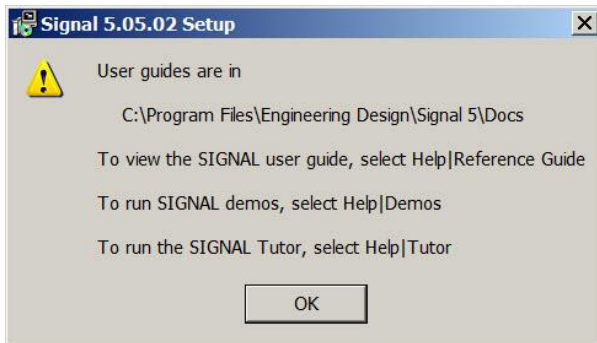 Signal 5.05.02 Setup
User guides are in
C:\Program Files\Engineering Design\Signal 5\Docs
To view the SIGNAL user guide, select Help|Reference Guide
To run SIGNAL demos, select Help|Demos
To run the SIGNAL Tutor, select Help|Tutor
OK